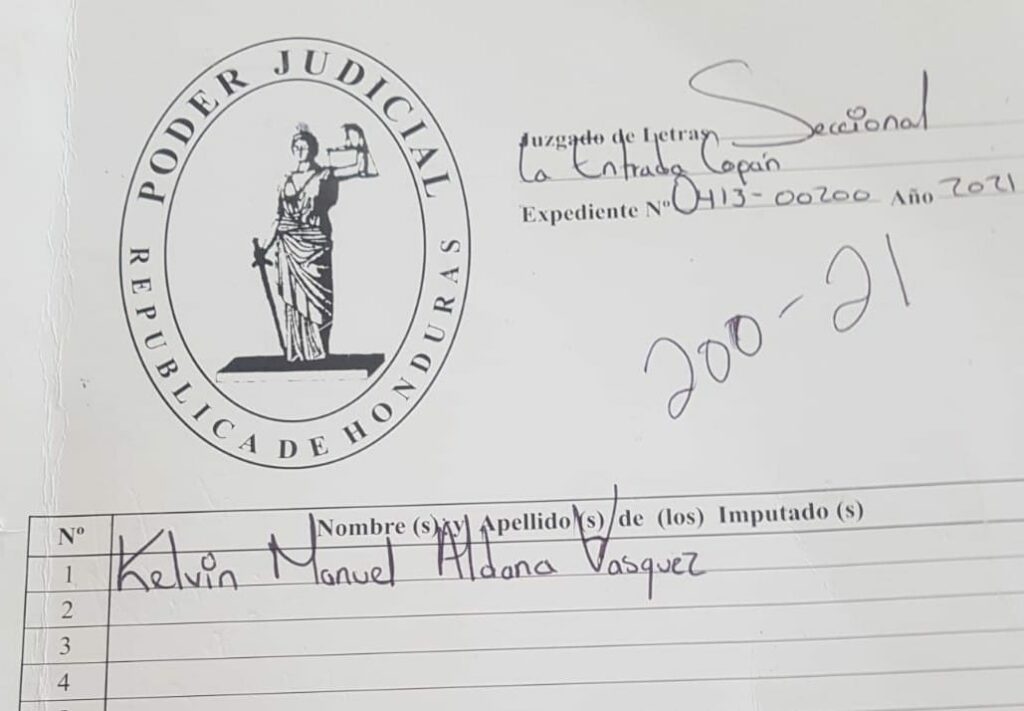 PODER JUDICIAL
REPUBLICA DE HONDURAS
Juzgado de Letras Seccional
La Entrada Copán
Expediente Nº 0413-00200 Año 2021
200-21
Nº Nombre (s) y Apellido (s) de (los) Imputado (s)
1 Kelvin Manuel Aldana Vasquez
2
3
4